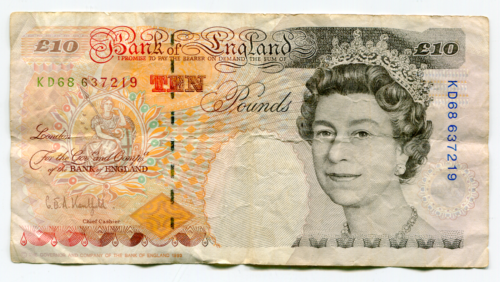 £10 Bank of England £10
I PROMISE TO PAY THE BEARER ON DEMAND THE SUM OF
KD68 637219 TEN
Pounds
KD68 637219
London
For the Govr and Compa
of the BANK of ENGLAND
Chief Cashier
THE GOVERNOR AND COMPANY OF THE BANK OF ENGLAND